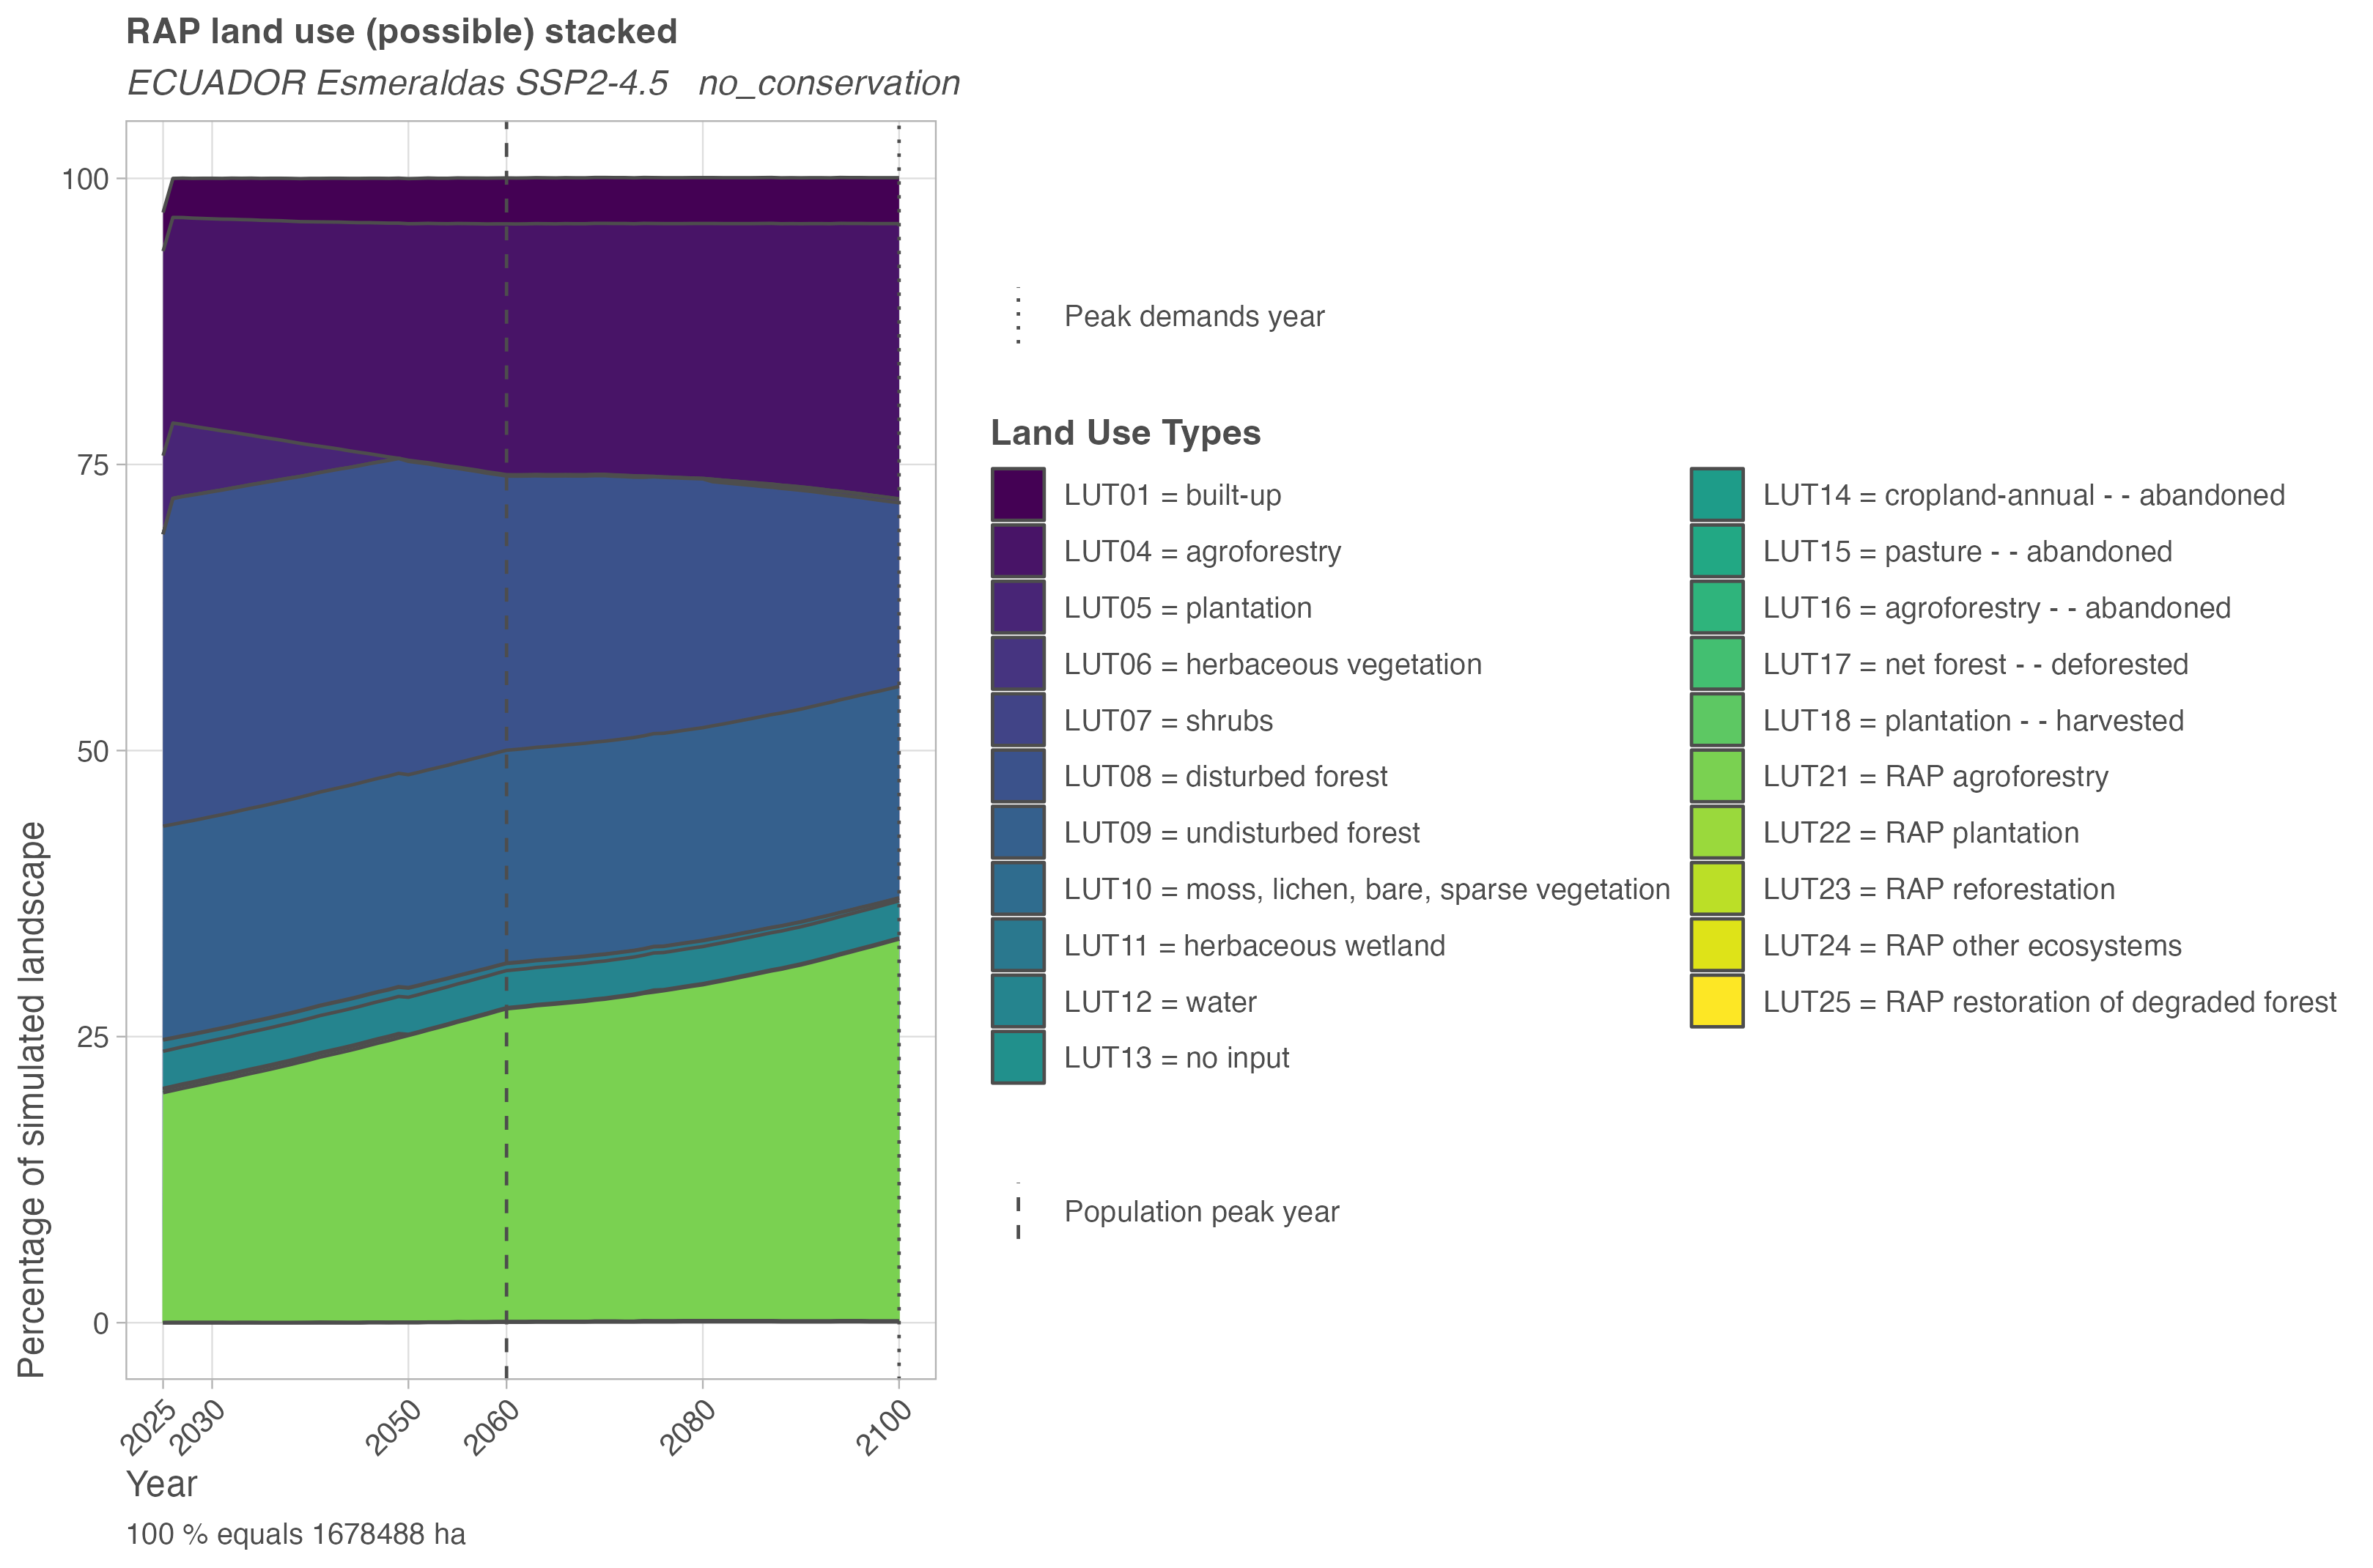 RAP land use (possible) stacked
ECUADOR Esmeraldas SSP2-4.5 no_conservation
Percentage of simulated landscape
100
75
50
25
0
2025
2030
2050
2060
2080
2100
Year
100 % equals 1678488 ha
Peak demands year
Land Use Types
LUT01 = built-up
LUT04 = agroforestry
LUT05 = plantation
LUT06 = herbaceous vegetation
LUT07 = shrubs
LUT08 = disturbed forest
LUT09 = undisturbed forest
LUT10 = moss, lichen, bare, sparse vegetation
LUT11 = herbaceous wetland
LUT12 = water
LUT13 = no input
LUT14 = cropland-annual - - abandoned
LUT15 = pasture - - abandoned
LUT16 = agroforestry - - abandoned
LUT17 = net forest - - deforested
LUT18 = plantation - - harvested
LUT21 = RAP agroforestry
LUT22 = RAP plantation
LUT23 = RAP reforestation
LUT24 = RAP other ecosystems
LUT25 = RAP restoration of degraded forest
Population peak year